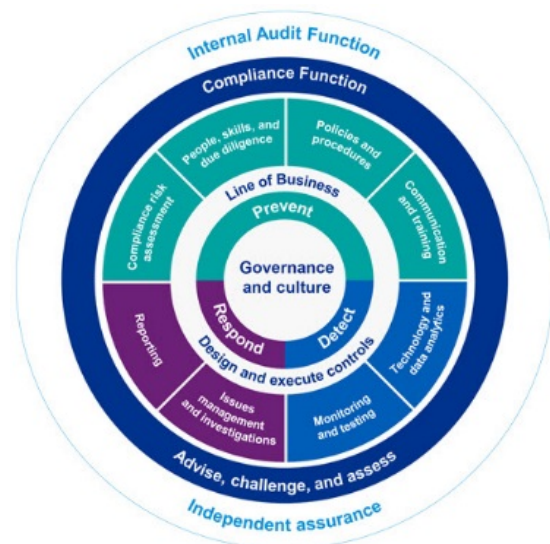 Internal Audit Function
Compliance Function
People, skills, and
due diligence
Policies and
procedures
Compliance risk
assessment
Communication
and training
Line of Business
Prevent
Governance
and culture
Respond
Detect
Design and execute controls
Reporting
Technology and
data analytics
Issues
management
and investigations
Monitoring
and testing
Advise, challenge, and assess
Independent assurance